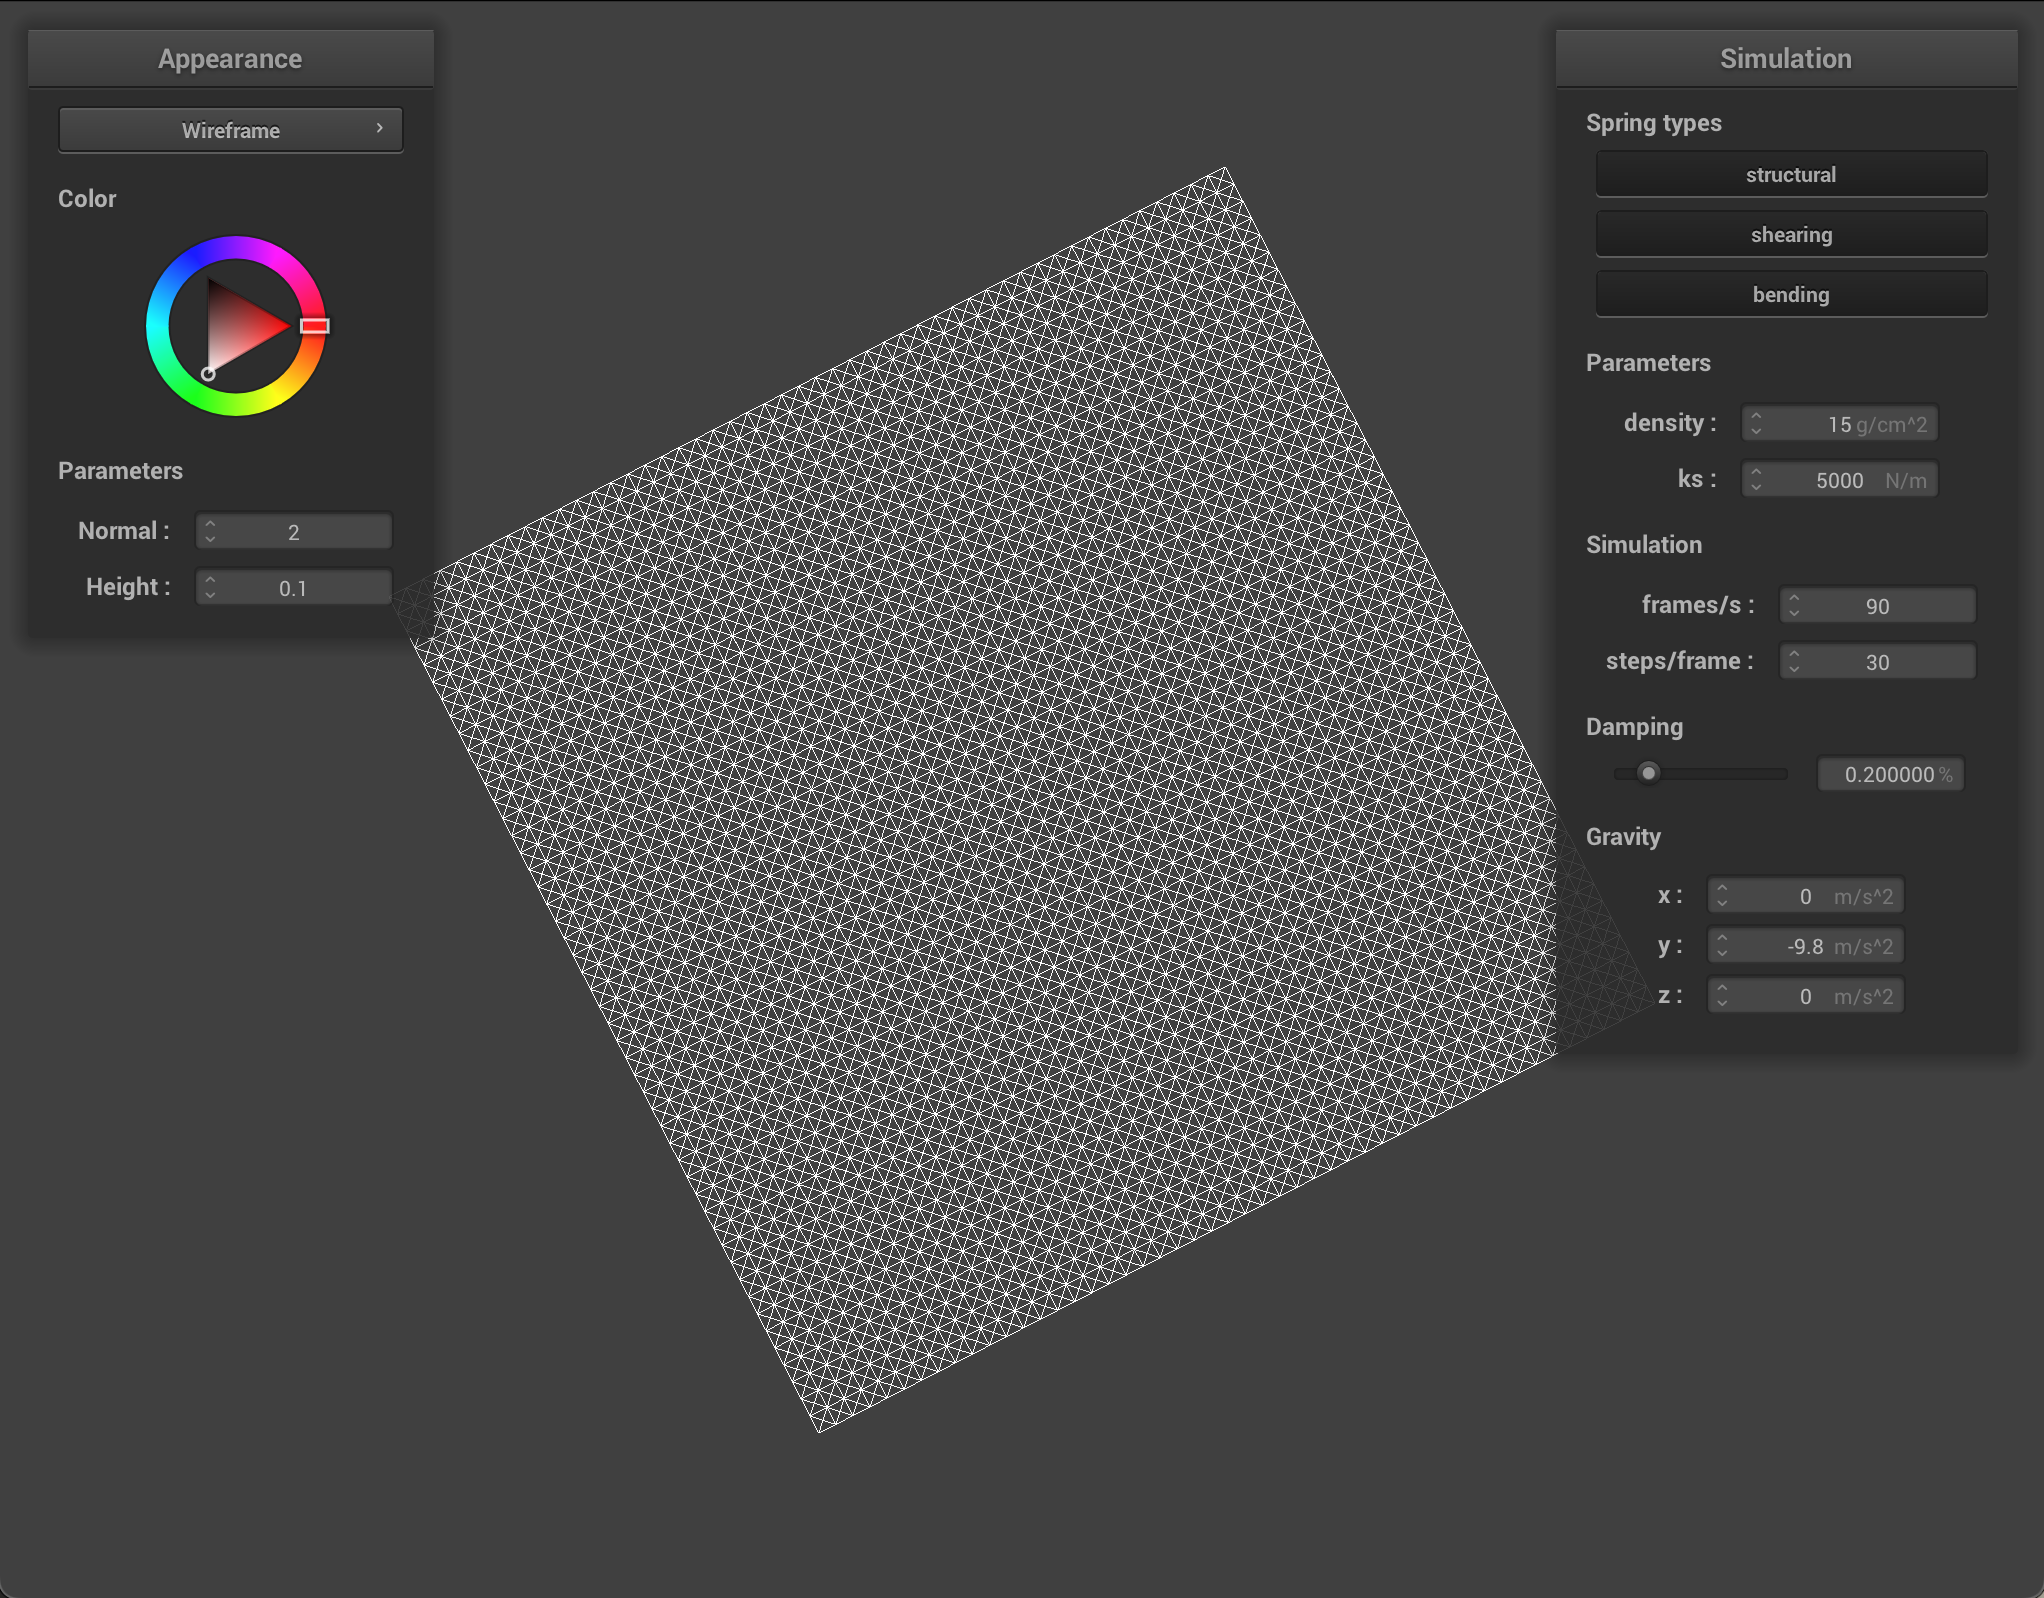 Appearance
Wireframe
Color
Parameters
Normal : 2
Height : 0.1
Simulation
Spring types
structural
shearing
bending
Parameters
density : 15 g/cm^2
ks : 5000 N/m
Simulation
frames/s : 90
steps/frame : 30
Damping
0.200000 %
Gravity
x : 0 m/s^2
y : -9.8 m/s^2
z : 0 m/s^2